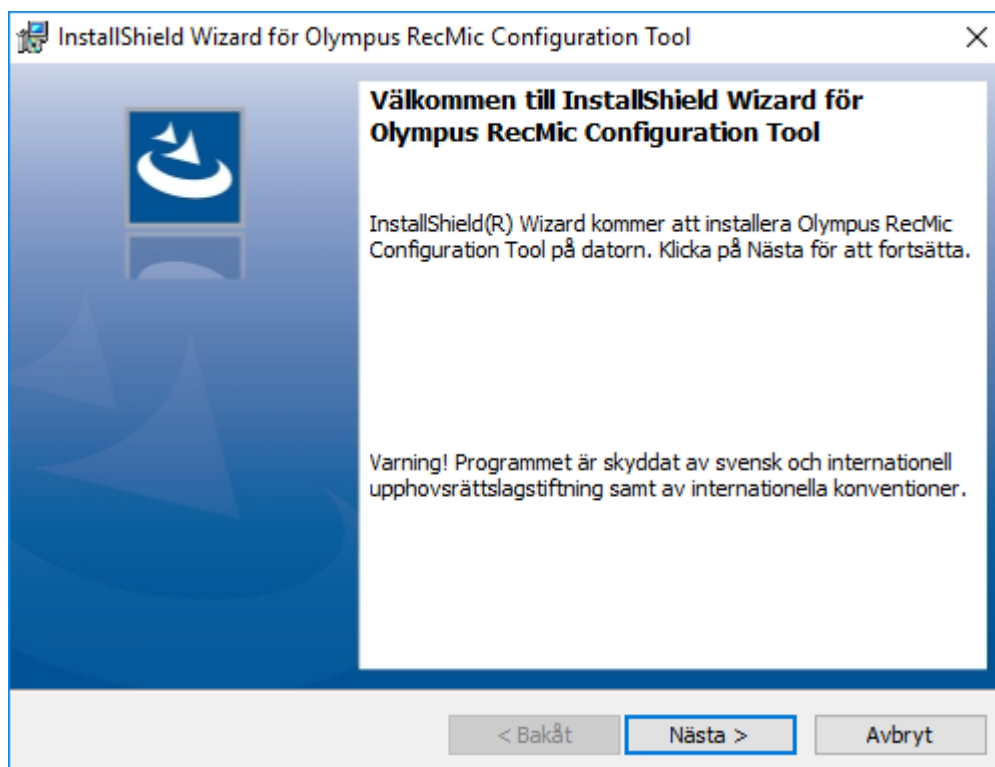 InstallShield Wizard för Olympus RecMic Configuration Tool
Välkommen till InstallShield Wizard för
Olympus RecMic Configuration Tool
InstallShield(R) Wizard kommer att installera Olympus RecMic
Configuration Tool på datorn. Klicka på Nästa för att fortsätta.
Varning! Programmet är skyddat av svensk och internationell
upphovsrättslagstiftning samt av internationella konventioner.
< Bakåt
Nästa >
Avbryt